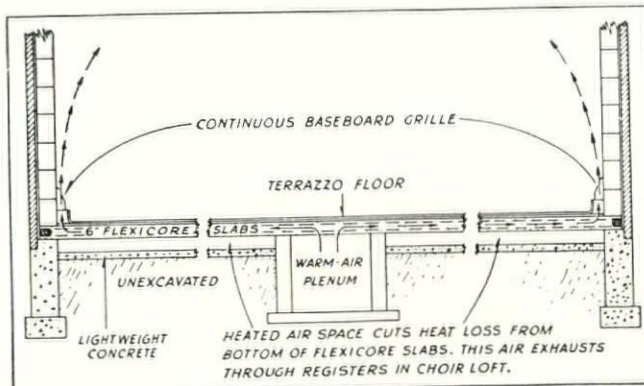 CONTINUOUS BASEBOARD GRILLE
TERRAZZO FLOOR
6" FLEXICORE SLABS
WARM-AIR
PLENUM
UNEXCAVATED
LIGHTWEIGHT
CONCRETE
HEATED AIR SPACE CUTS HEAT LOSS FROM
BOTTOM OF FLEXICORE SLABS. THIS AIR EXHAUSTS
THROUGH REGISTERS IN CHOIR LOFT.